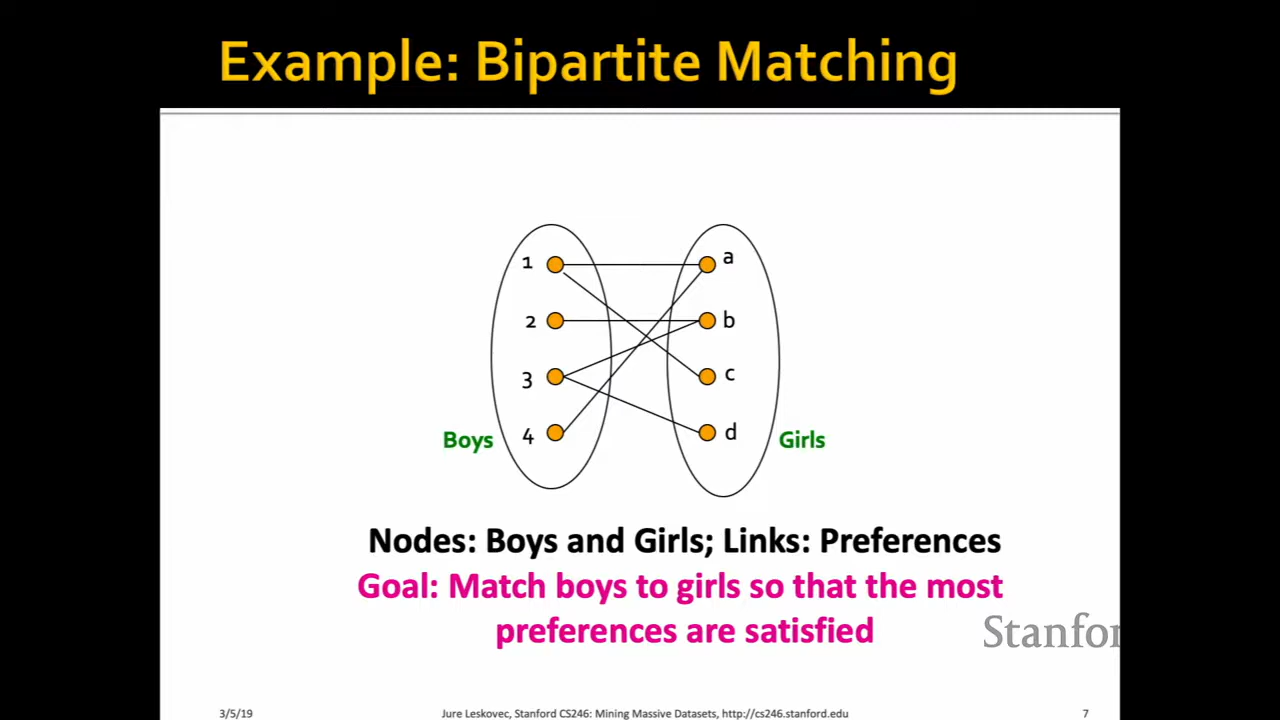 Example: Bipartite Matching
1
a
2
b
3
c
4
d
Boys
Girls
Nodes: Boys and Girls; Links: Preferences
Goal: Match boys to girls so that the most
preferences are satisfied
Stanfor
3/5/19
Jure Leskovec, Stanford CS246: Mining Massive Datasets, http://cs246.stanford.edu
7